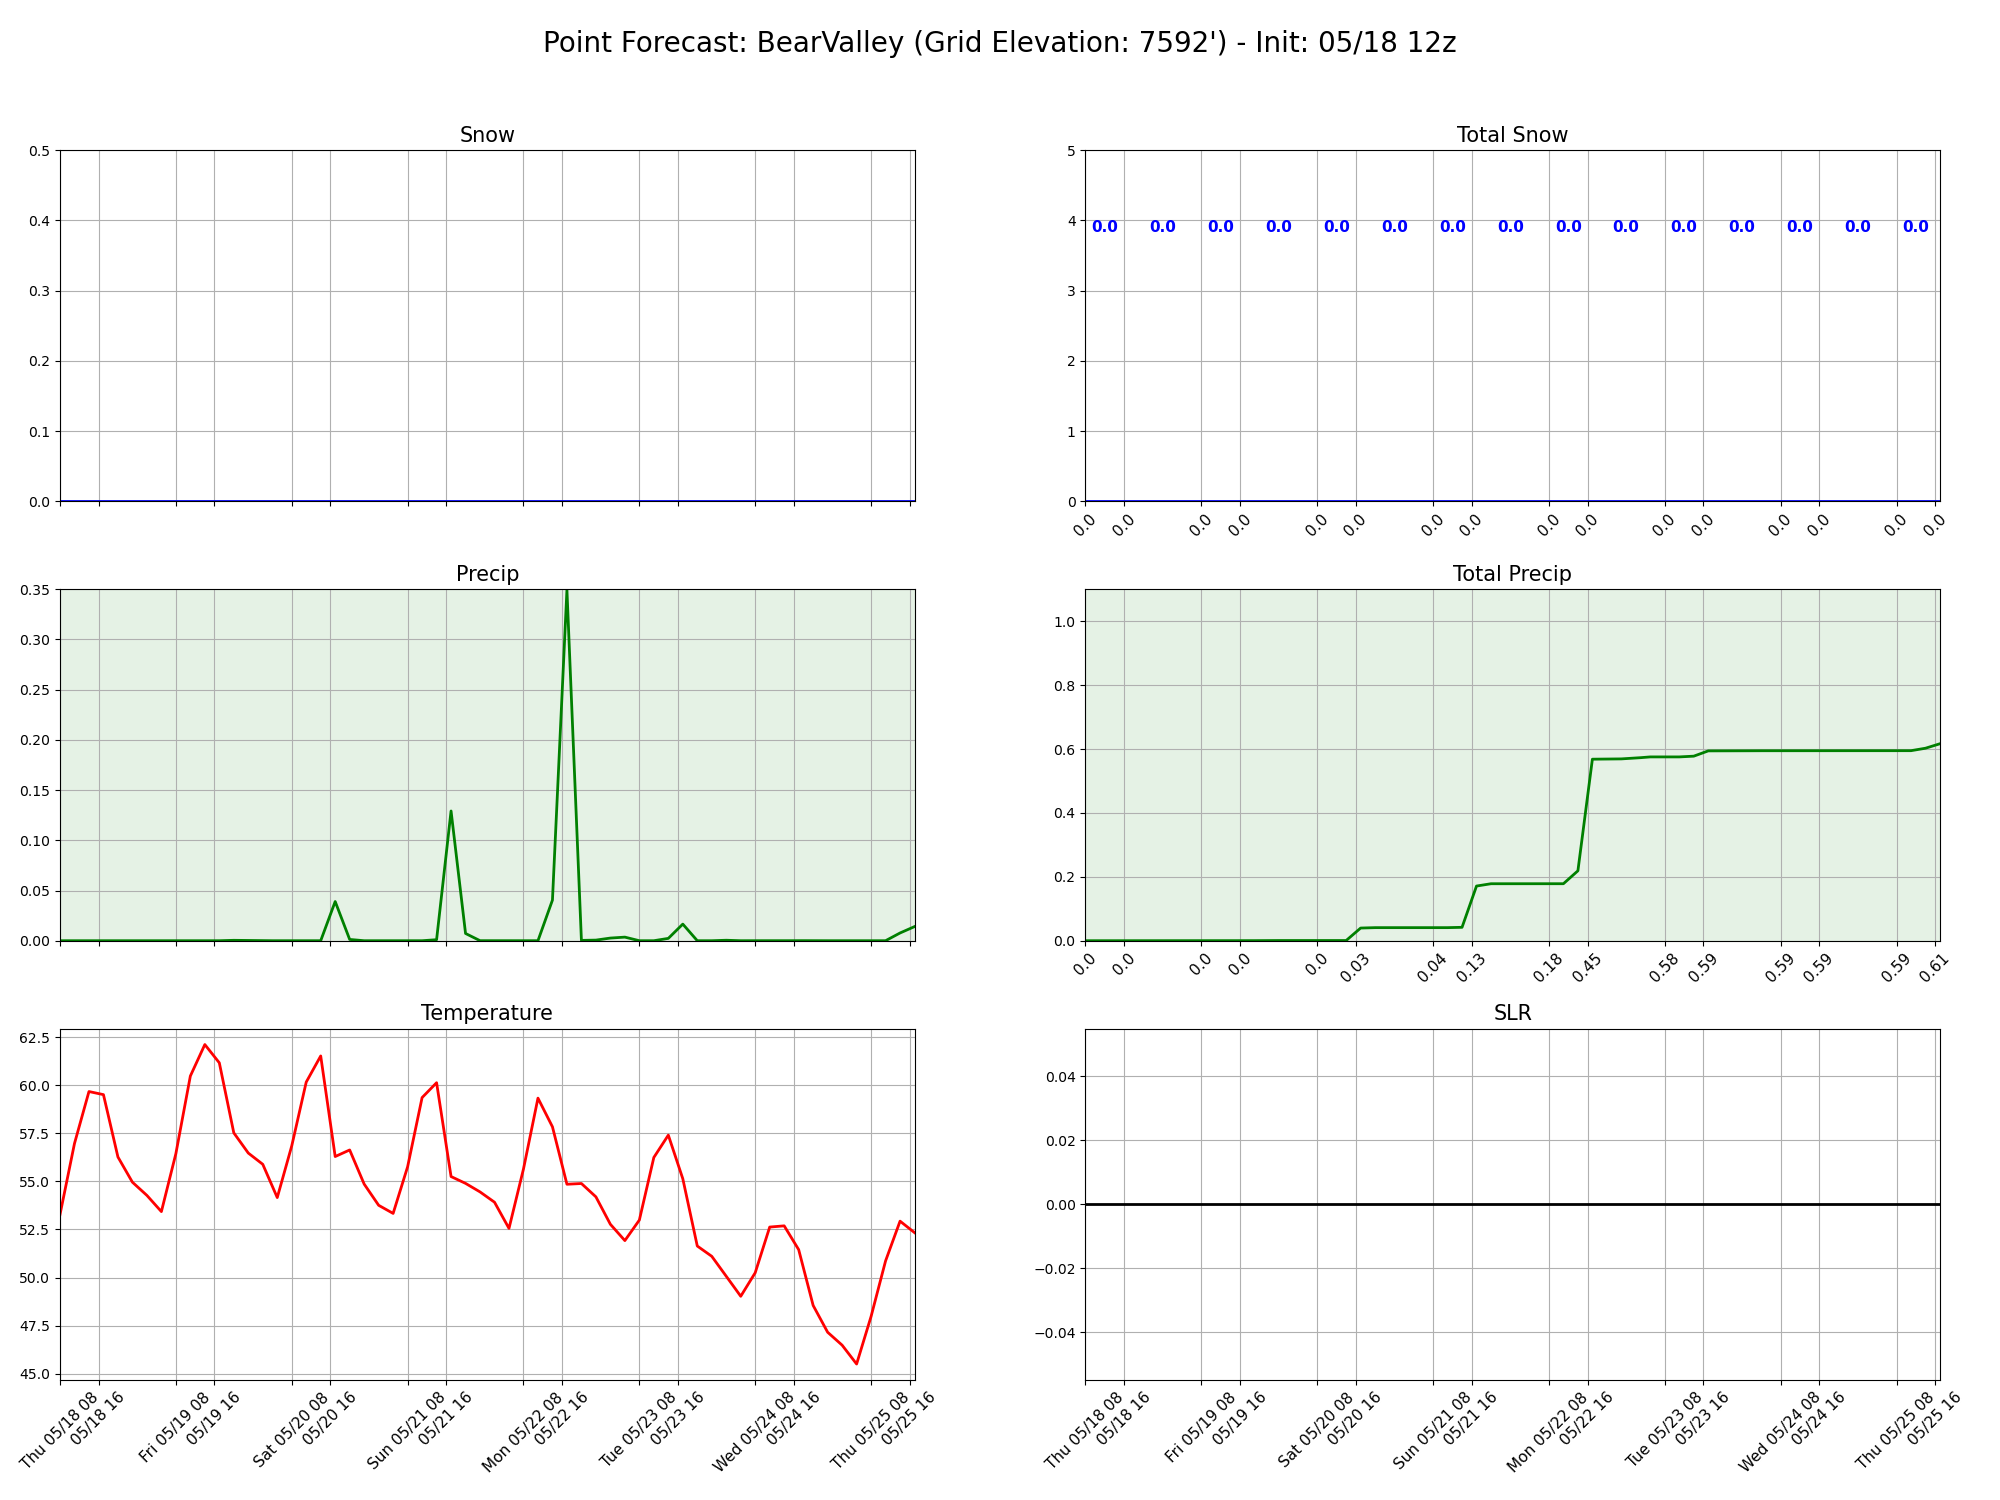 Point Forecast: BearValley (Grid Elevation: 7592') - Init: 05/18 12z
Snow
0.5
0.4
0.3
0.2
0.1
0.0
Total Snow
5
4
3
2
1
0
0.0 0.0 0.0 0.0 0.0 0.0 0.0 0.0 0.0 0.0 0.0 0.0 0.0 0.0 0.0
0.0 0.0 0.0 0.0 0.0 0.0 0.0 0.0 0.0 0.0 0.0 0.0 0.0 0.0 0.0 0.0
Precip
0.35
0.30
0.25
0.20
0.15
0.10
0.05
0.00
Total Precip
1.0
0.8
0.6
0.4
0.2
0.0
0.0 0.0 0.0 0.0 0.0 0.03 0.04 0.13 0.18 0.45 0.58 0.59 0.59 0.59 0.59 0.61
Temperature
62.5
60.0
57.5
55.0
52.5
50.0
47.5
45.0
Thu 05/18 08
05/18 16
Fri 05/19 08
05/19 16
Sat 05/20 08
05/20 16
Sun 05/21 08
05/21 16
Mon 05/22 08
05/22 16
Tue 05/23 08
05/23 16
Wed 05/24 08
05/24 16
Thu 05/25 08
05/25 16
SLR
0.04
0.02
0.00
−0.02
−0.04
Thu 05/18 08
05/18 16
Fri 05/19 08
05/19 16
Sat 05/20 08
05/20 16
Sun 05/21 08
05/21 16
Mon 05/22 08
05/22 16
Tue 05/23 08
05/23 16
Wed 05/24 08
05/24 16
Thu 05/25 08
05/25 16